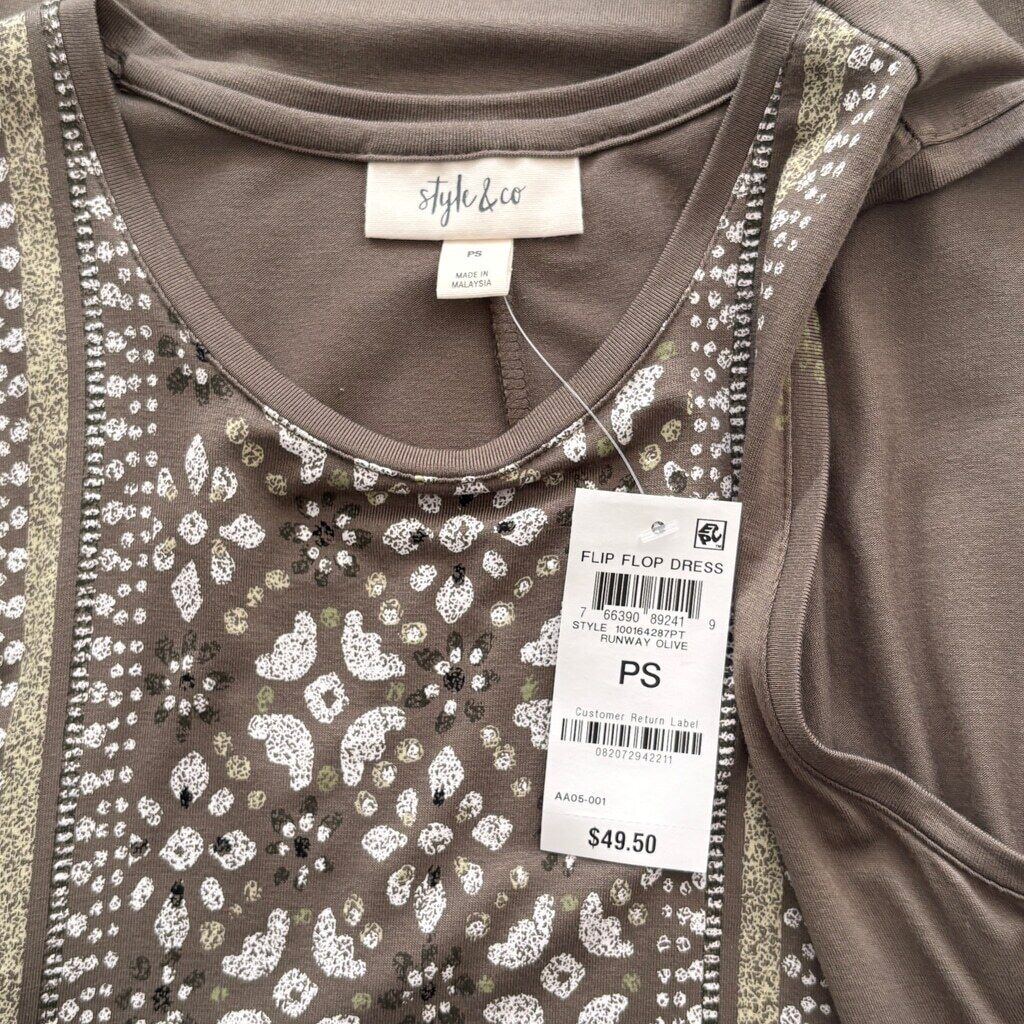 style&co
PS
MADE IN
MALAYSIA
FLIP FLOP DRESS
7 66390 89241 9
STYLE 100164287PT
RUNWAY OLIVE
PS
Customer Return Label
082072942211
AA05-001
$49.50